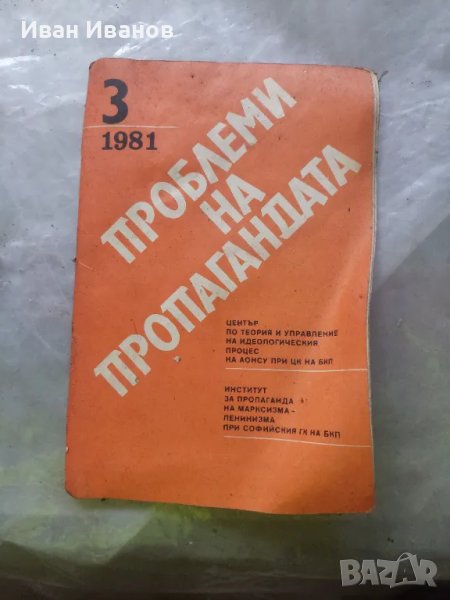 Иван Иванов
3
1981
ПРОБЛЕМИ
НА
ПРОПАГАНДАТА
ЦЕНТЪР
ПО ТЕОРИЯ И УПРАВЛЕНИЕ
НА ИДЕОЛОГИЧЕСКИЯ
ПРОЦЕС
НА АОНСУ ПРИ ЦК НА БКП
ИНСТИТУТ
ЗА ПРОПАГАНДА
НА МАРКСИЗМА-
ЛЕНИНИЗМА
ПРИ СОФИЙСКИЯ ГК НА БКП
BAZAR